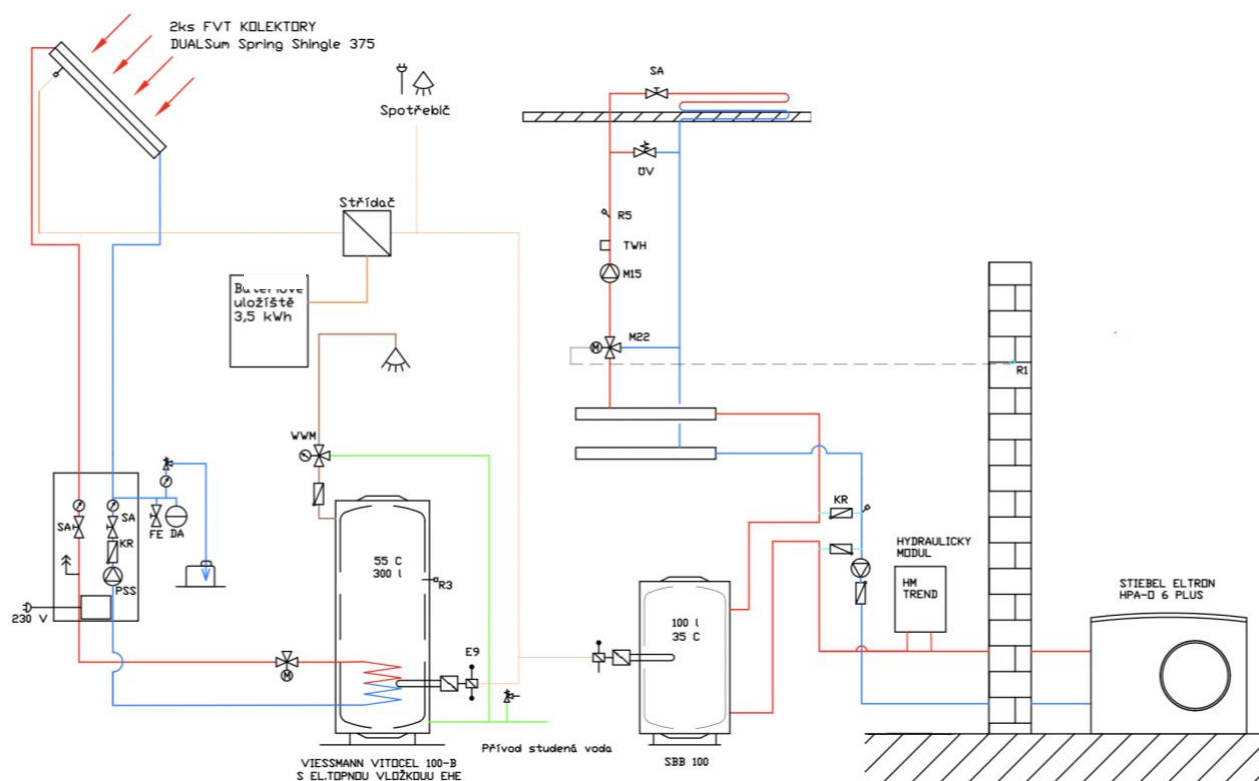 2ks FVT KOLEKTORY
DUALSum Spring Shingle 375
Spotřebič
SA
ÜV
Střídač
R5
TWH
M15
uložiště
3,5 kWh
M22
M
R1
WWM
SA
SA
KR
FE
DA
PSS
230 V
55 C
300 l
R3
KR
HYDRAULICKY
MODUL
HM
TREND
STIEBEL ELTRON
HPA-O 6 PLUS
100 l
35 C
E9
M
Přívod studená voda
SBB 100
VIESSMANN VITOCEL 100-B
S EL.TOPNOU VLOŽKOUU EHE